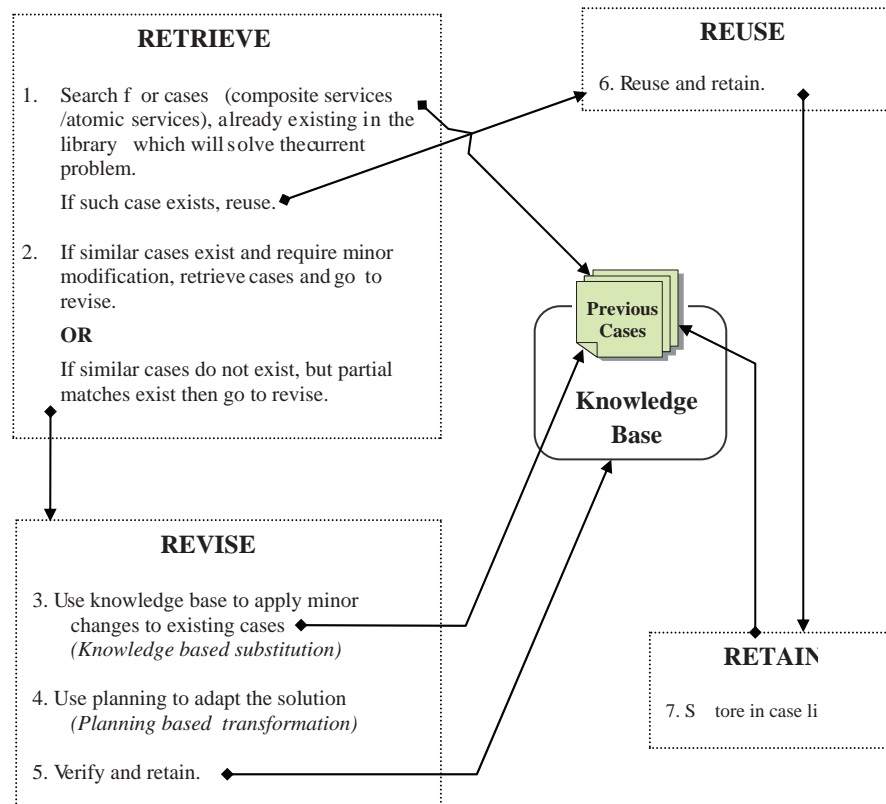 RETRIEVE
1. Search f or cases (composite services
/atomic services), already existing in the
library which will solve thecurrent
problem.
If such case exists, reuse.
2. If similar cases exist and require minor
modification, retrieve cases and go to
revise.
OR
If similar cases do not exist, but partial
matches exist then go to revise.
REUSE
6. Reuse and retain.
Previous
Cases
Knowledge
Base
REVISE
3. Use knowledge base to apply minor
changes to existing cases
(Knowledge based substitution)
4. Use planning to adapt the solution
(Planning based transformation)
5. Verify and retain.
RETAIN
7. S tore in case li